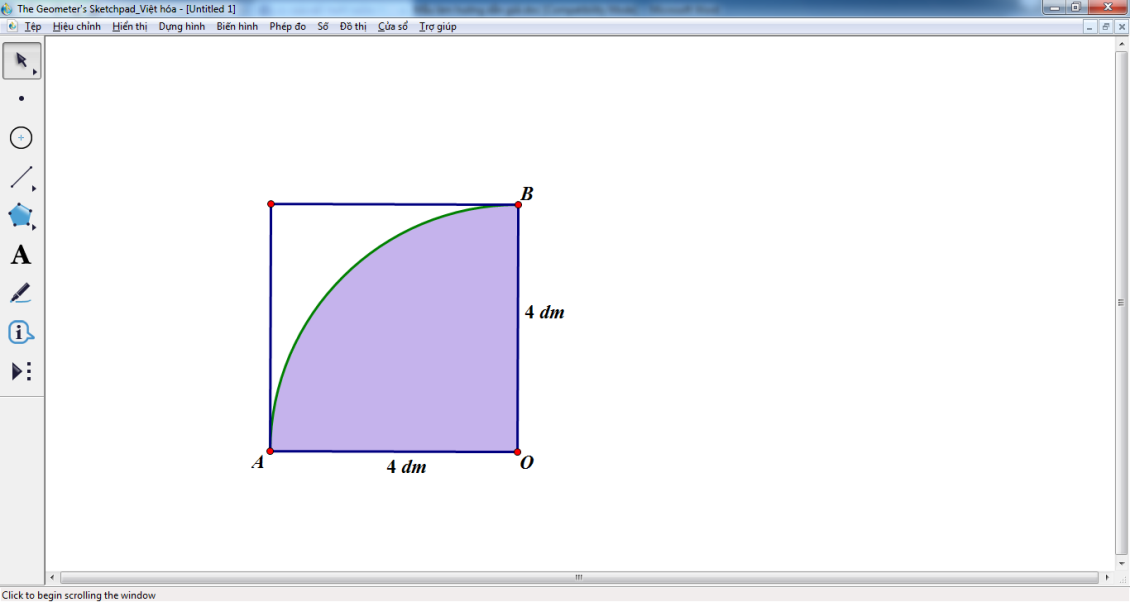 The Geometer's Sketchpad_Việt hóa - [Untitled 1]
Tệp Hiệu chỉnh Hiển thị Dựng hình Biến hình Phép đo Số Đồ thị Cửa sổ Trợ giúp
A
i
B
4 dm
A
4 dm
O
Click to begin scrolling the window